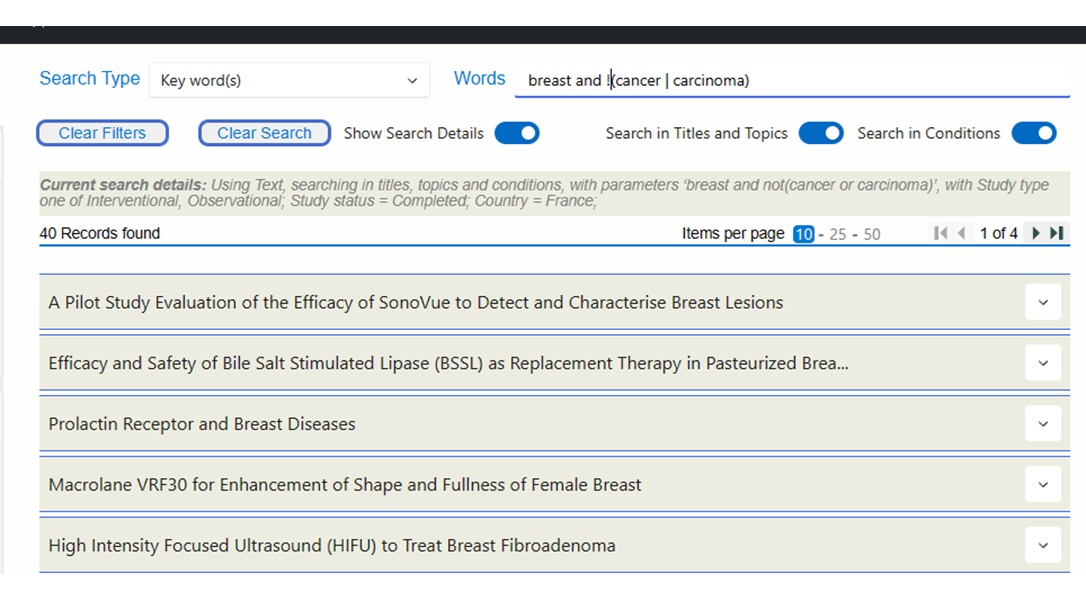 Search Type Key word(s) Words breast and !(cancer | carcinoma)
Clear Filters Clear Search Show Search Details Search in Titles and Topics Search in Conditions
Current search details: Using Text, searching in titles, topics and conditions, with parameters ‘breast and not(cancer or carcinoma)’, with Study type
one of Interventional, Observational; Study status = Completed; Country = France;
40 Records found Items per page 10 - 25 - 50 1 of 4
A Pilot Study Evaluation of the Efficacy of SonoVue to Detect and Characterise Breast Lesions
Efficacy and Safety of Bile Salt Stimulated Lipase (BSSL) as Replacement Therapy in Pasteurized Brea...
Prolactin Receptor and Breast Diseases
Macrolane VRF30 for Enhancement of Shape and Fullness of Female Breast
High Intensity Focused Ultrasound (HIFU) to Treat Breast Fibroadenoma